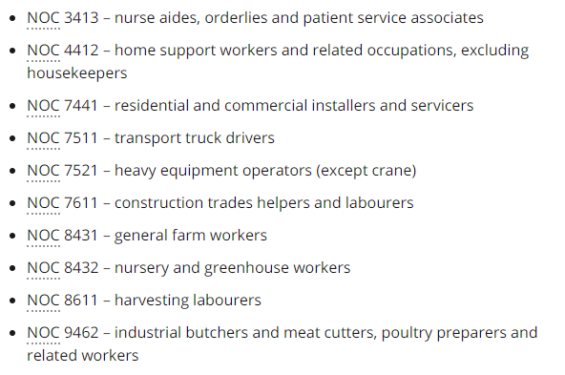 • NOC 3413 – nurse aides, orderlies and patient service associates
• NOC 4412 – home support workers and related occupations, excluding
housekeepers
• NOC 7441 – residential and commercial installers and servicers
• NOC 7511 – transport truck drivers
• NOC 7521 – heavy equipment operators (except crane)
• NOC 7611 – construction trades helpers and labourers
• NOC 8431 – general farm workers
• NOC 8432 – nursery and greenhouse workers
• NOC 8611 – harvesting labourers
• NOC 9462 – industrial butchers and meat cutters, poultry preparers and
related workers